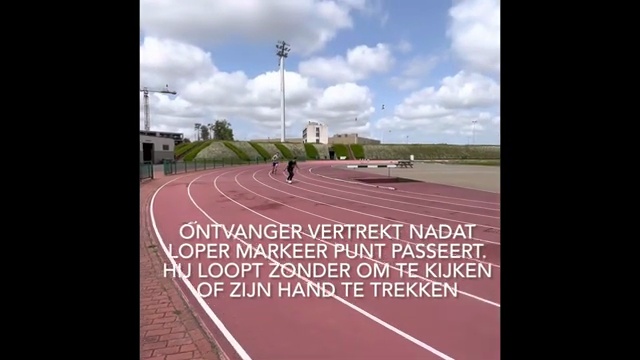 ONTVANGER VERTREKT NADAT
LOPER MARKEER PUNT PASSEERT.
HIJ LOOPT ZONDER OM TE KIJKEN
OF ZIJN HAND TE TREKKEN